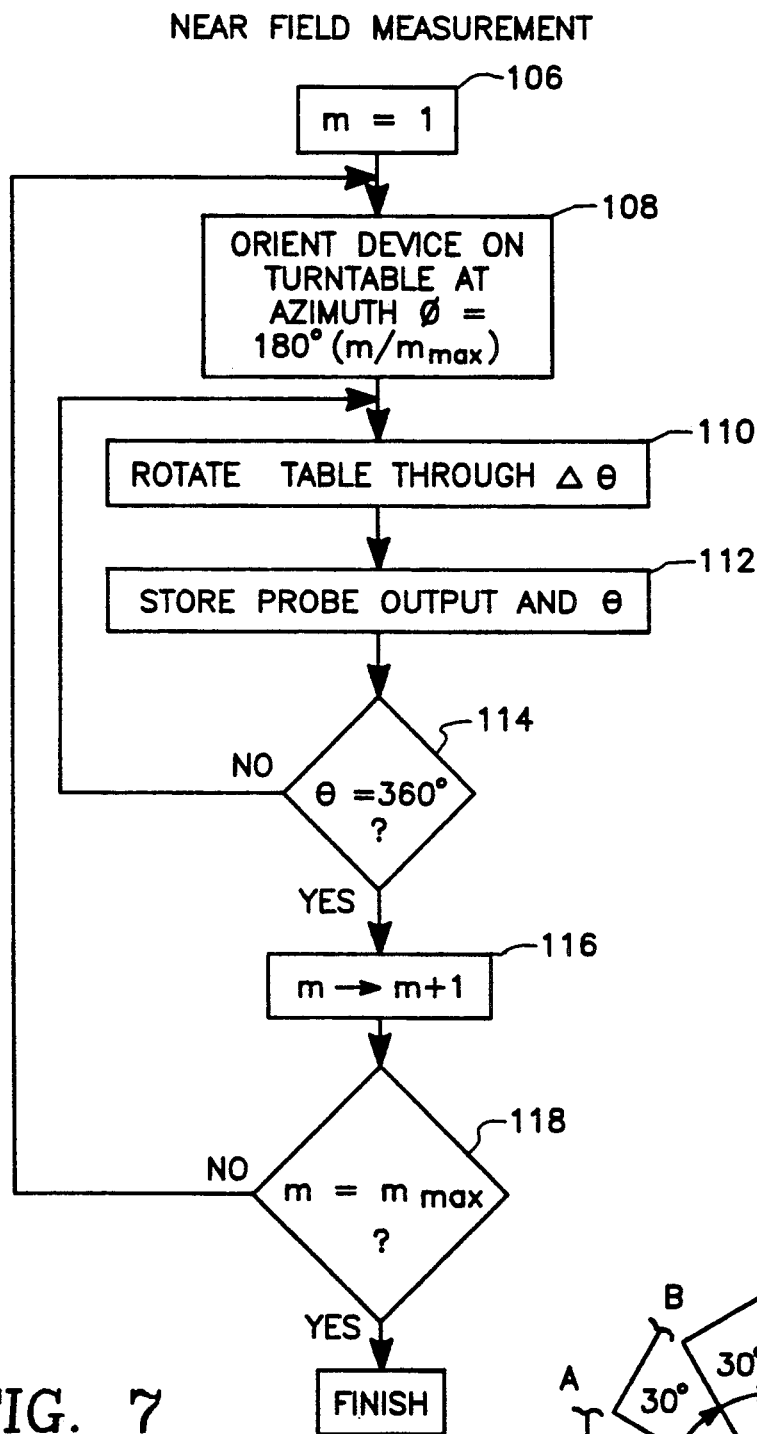 NEAR FIELD MEASUREMENT
106
m = 1
108
ORIENT DEVICE ON
TURNTABLE AT
AZIMUTH Ø =
180° (m/mmax)
110
ROTATE TABLE THROUGH Δ θ
112
STORE PROBE OUTPUT AND θ
114
NO
θ =360°
?
YES
116
m → m+1
118
NO
m = m max
?
YES
FINISH
FIG. 7
B
A
30°
30°